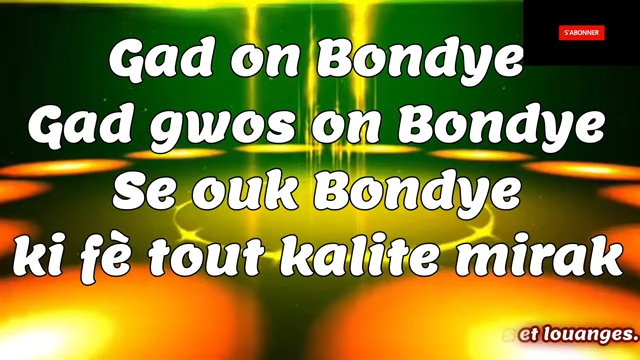 S'ABONNER
Gad on Bondye
Gad gwos on Bondye
Se ouk Bondye
ki fè tout kalite mirak
et louanges.